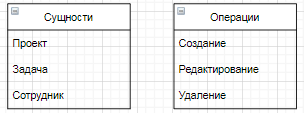 Сущности
Проект
Задача
Сотрудник
Операции
Создание
Редактирование
Удаление